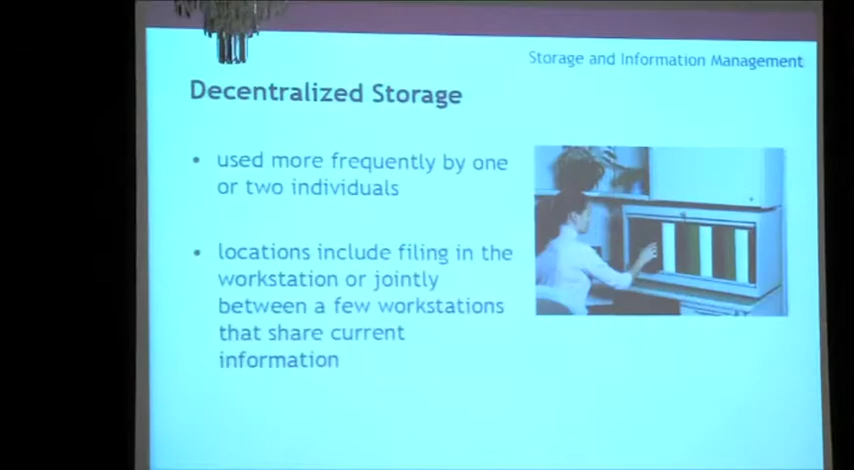 Storage and Information Management
Decentralized Storage
• used more frequently by one
or two individuals
• locations include filing in the
workstation or jointly
between a few workstations
that share current
information